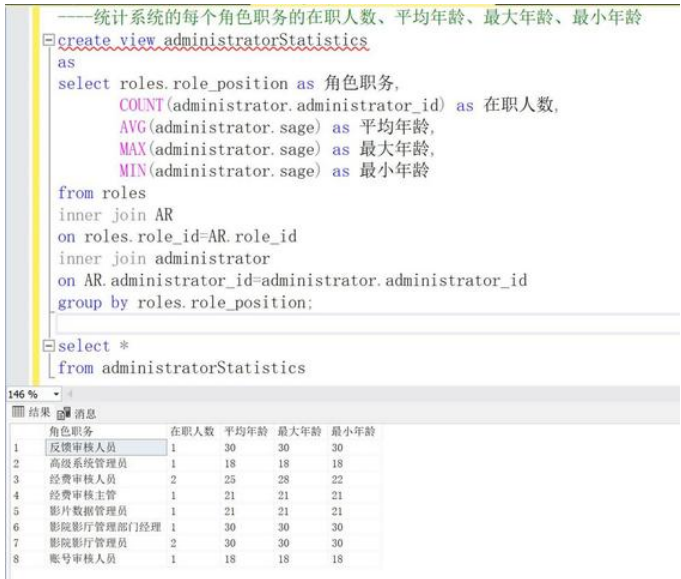 ----统计系统的每个角色职务的在职人数、平均年龄、最大年龄、最小年龄
create view administratorStatistics
as
select roles.role_position as 角色职务,
COUNT(administrator.administrator_id) as 在职人数,
AVG(administrator.sage) as 平均年龄,
MAX(administrator.sage) as 最大年龄,
MIN(administrator.sage) as 最小年龄
from roles
inner join AR
on roles.role_id=AR.role_id
inner join administrator
on AR.administrator_id=administrator.administrator_id
group by roles.role_position;
select *
from administratorStatistics
146 %
结果 消息
角色职务 在职人数 平均年龄 最大年龄 最小年龄
1 反馈审核人员 1 30 30 30
2 高级系统管理员 1 18 18 18
3 经费审核人员 2 25 28 22
4 经费审核主管 1 21 21 21
5 影片数据管理员 1 21 21 21
6 影院影厅管理部门经理 1 30 30 30
7 影院影厅管理员 2 30 30 30
8 账号审核人员 1 18 18 18